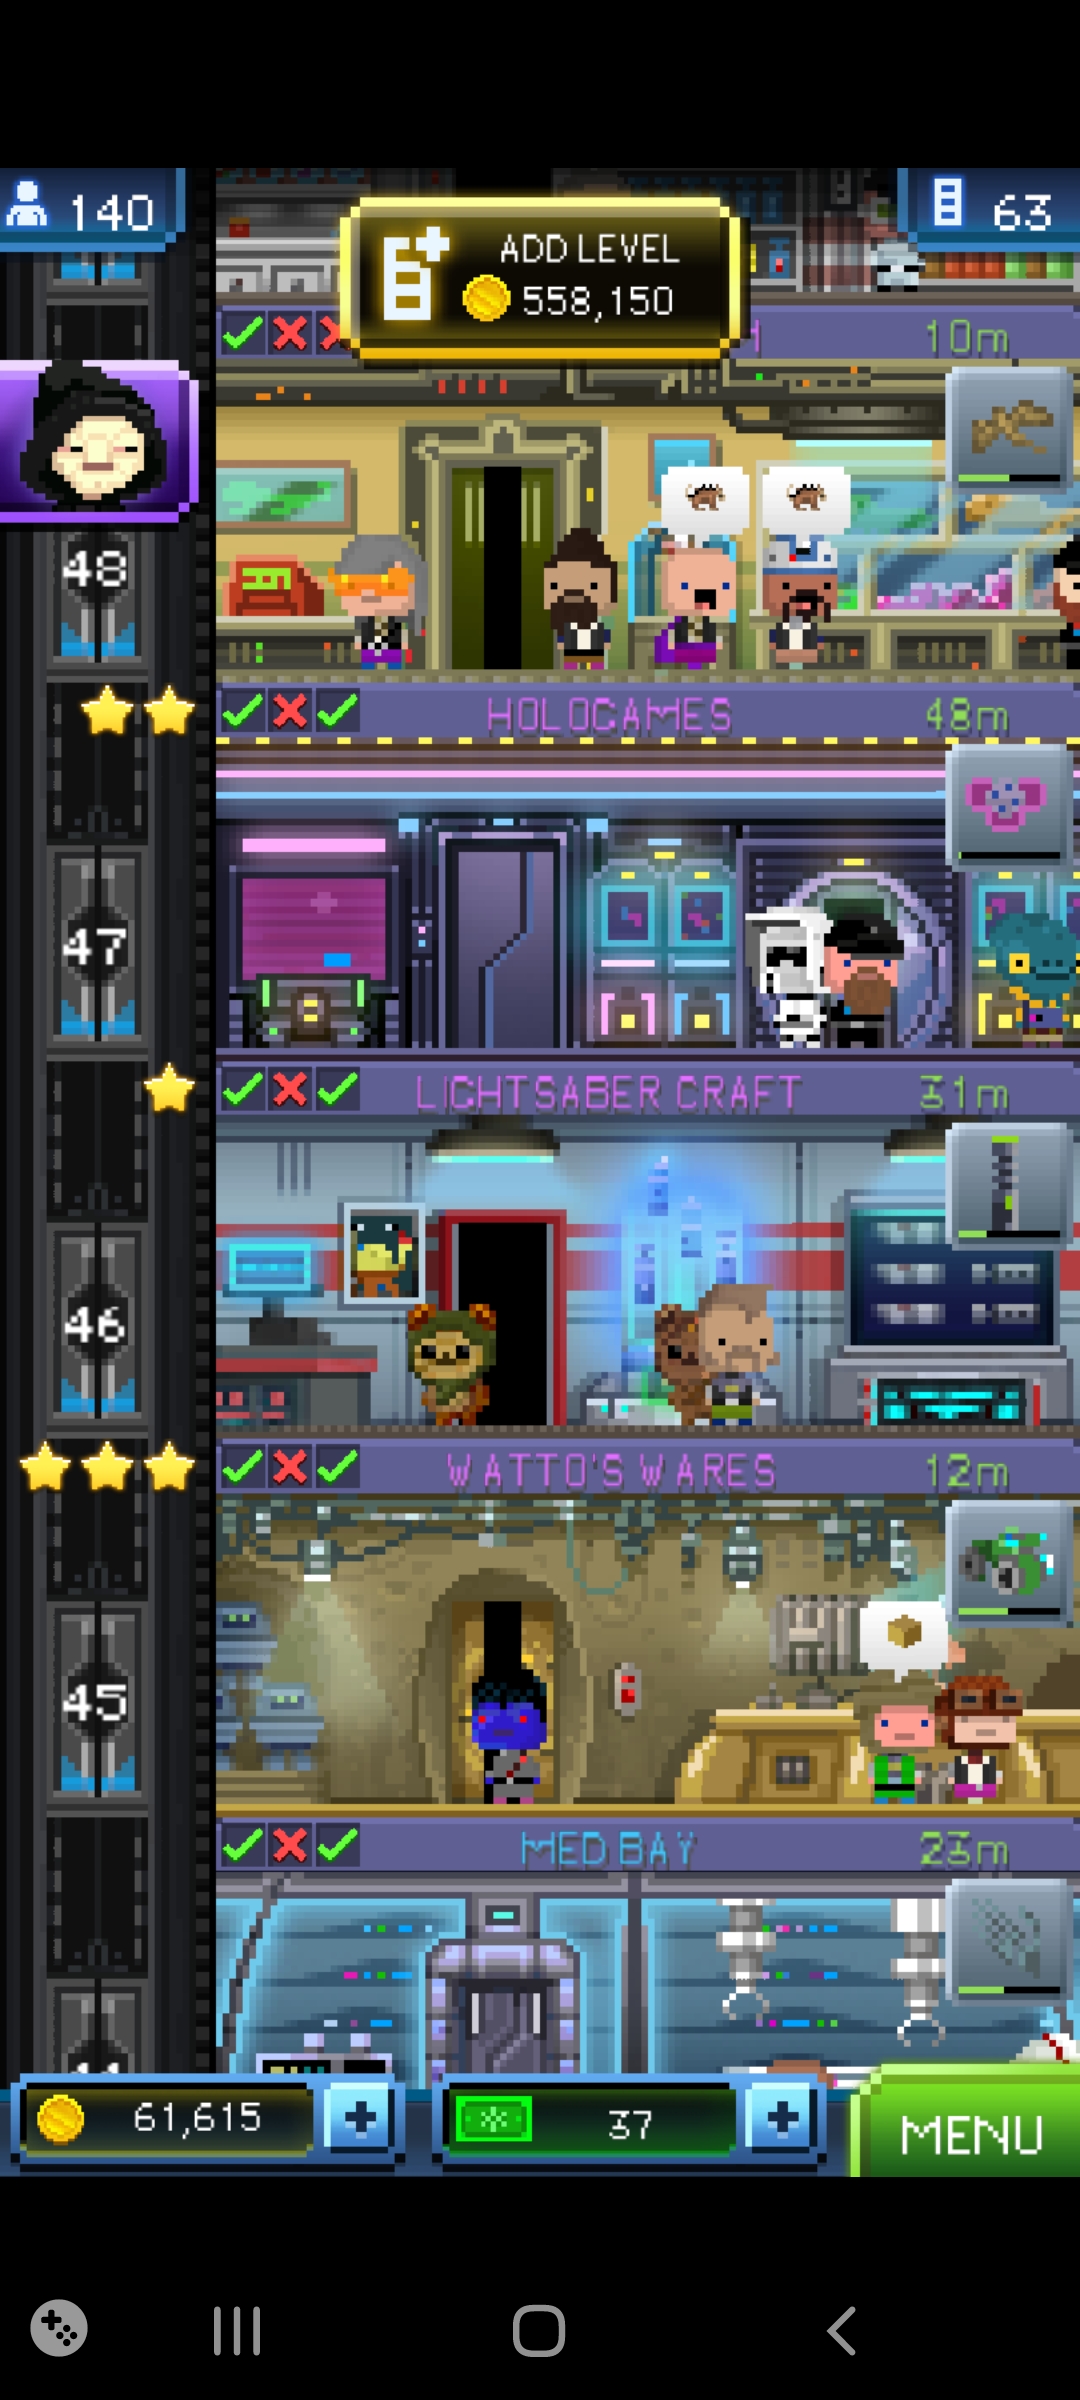 140
63
ADD LEVEL
558,150
10m
48
HOLOGAMES
48m
47
LIGHTSABER CRAFT
31m
46
WATTO'S WARES
12m
45
MED BAY
23m
61,615
37
MENU